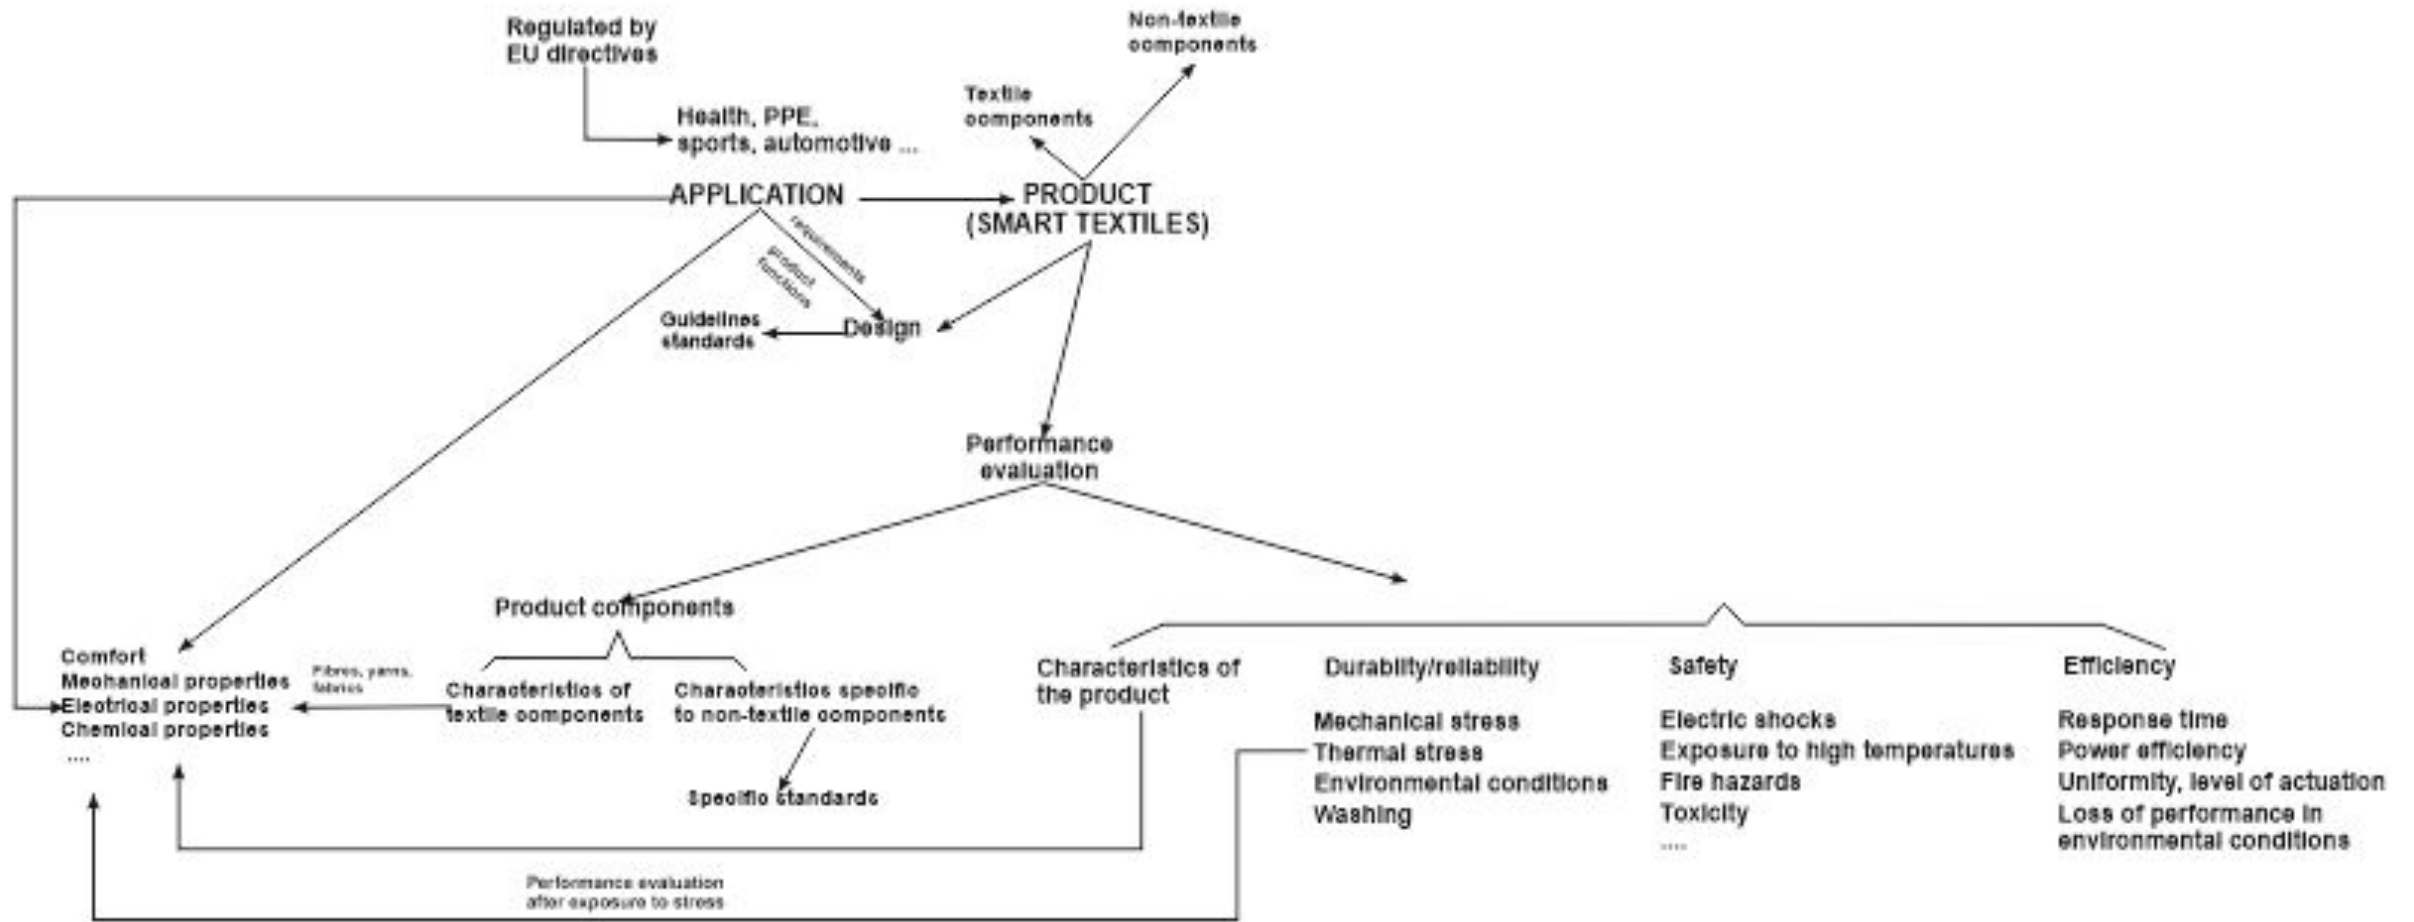 Regulated by
EU directives
Non-textile
components
Textile
components
Health, PPE,
sports, automotive ...
APPLICATION
PRODUCT
(SMART TEXTILES)
requirements
product
functions
Guidelines
standards
Design
Performance
evaluation
Product components
Comfort
Mechanical properties
Electrical properties
Chemical properties
....
Fibres, yarns,
fabrics
Characteristics of
textile components
Characteristics specific
to non-textile components
Specific standards
Characteristics of
the product
Durability/reliability
Mechanical stress
Thermal stress
Environmental conditions
Washing
Safety
Electric shocks
Exposure to high temperatures
Fire hazards
Toxicity
....
Efficiency
Response time
Power efficiency
Uniformity, level of actuation
Loss of performance in
environmental conditions
Performance evaluation
after exposure to stress